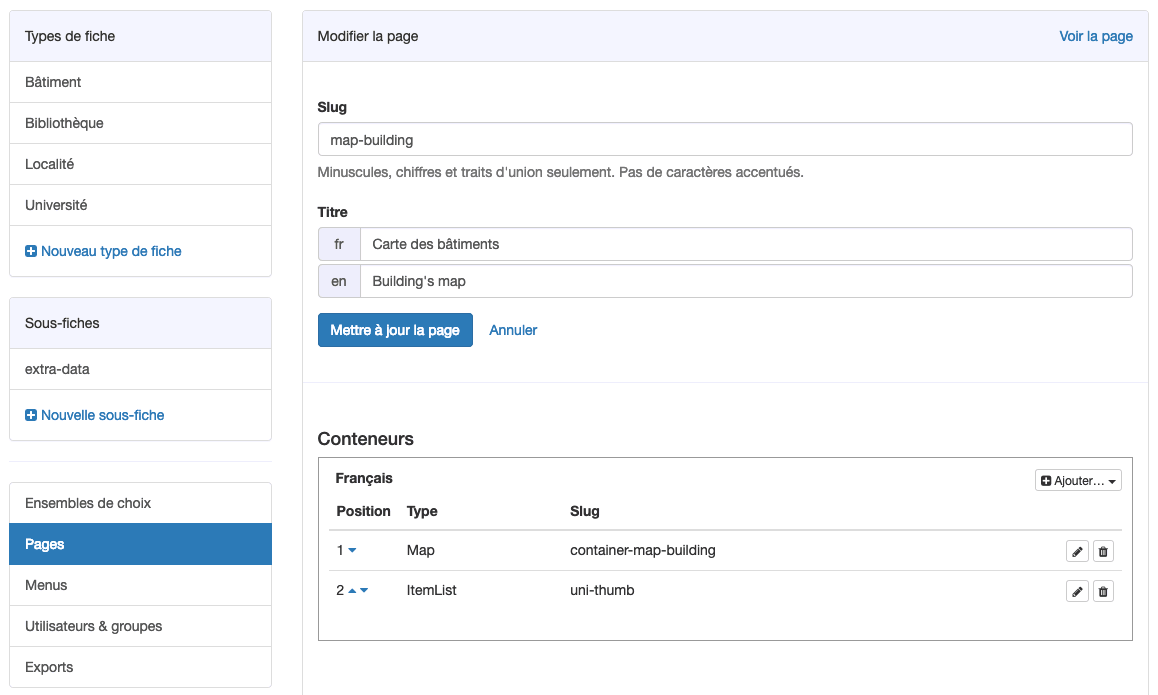 Types de fiche
Bâtiment
Bibliothèque
Localité
Université
Nouveau type de fiche
Sous-fiches
extra-data
Nouvelle sous-fiche
Ensembles de choix
Pages
Menus
Utilisateurs & groupes
Exports
Modifier la page Voir la page
Slug
map-building
Minuscules, chiffres et traits d'union seulement. Pas de caractères accentués.
Titre
fr Carte des bâtiments
en Building's map
Mettre à jour la page Annuler
Conteneurs
Français Ajouter...
Position Type Slug
1 Map container-map-building
2 ItemList uni-thumb